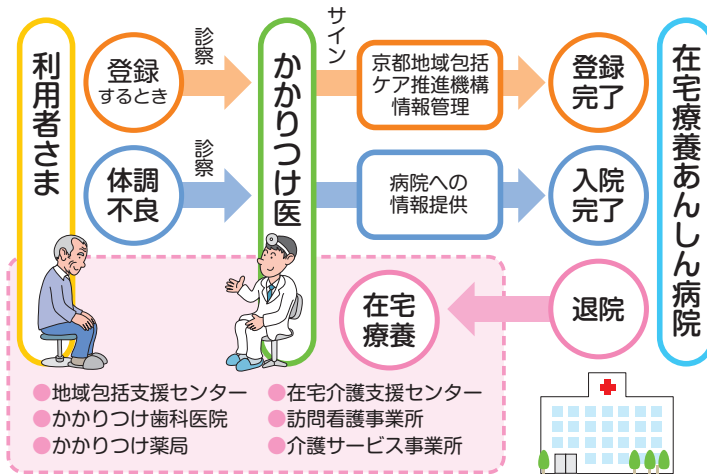 利用者さま
登録
するとき
診察
かかりつけ医
サイン
京都地域包括
ケア推進機構
情報管理
登録
完了
在宅療養あんしん病院
体調
不良
診察
病院への
情報提供
入院
完了
在宅
療養
退院
●地域包括支援センター
●かかりつけ歯科医院
●かかりつけ薬局
●在宅介護支援センター
●訪問看護事業所
●介護サービス事業所